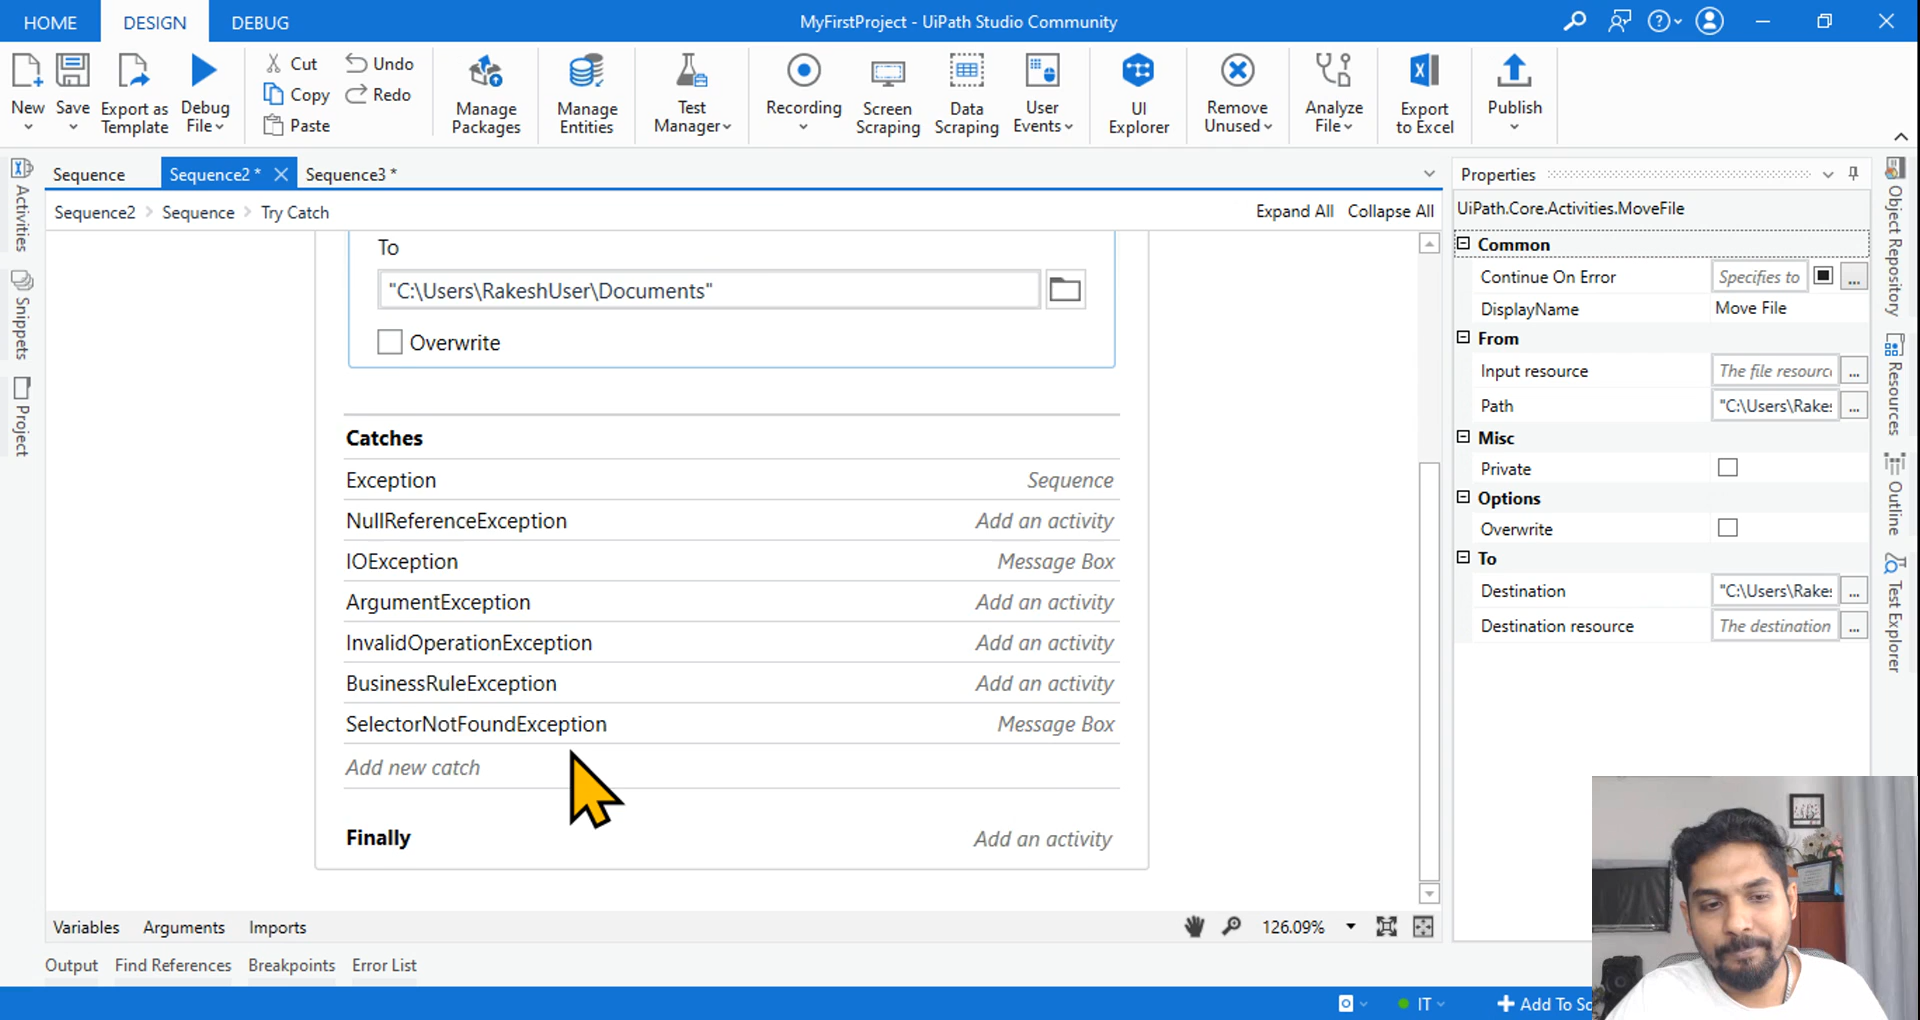 HOME DESIGN DEBUG MyFirstProject - UiPath Studio Community
New Save Export as Template Debug File
Cut Copy Paste Undo Redo
Manage Packages
Manage Entities
Test Manager
Recording
Screen Scraping
Data Scraping
User Events
UI Explorer
Remove Unused
Analyze File
Export to Excel
Publish
Sequence Sequence2 * Sequence3 *
Sequence2 > Sequence > Try Catch Expand All Collapse All
Activities
Snippets
Project
To
"C:\Users\RakeshUser\Documents"
Overwrite
Catches
Exception Sequence
NullReferenceException Add an activity
IOException Message Box
ArgumentException Add an activity
InvalidOperationException Add an activity
BusinessRuleException Add an activity
SelectorNotFoundException Message Box
Add new catch
Finally Add an activity
Variables Arguments Imports 126.09%
Output Find References Breakpoints Error List
Properties
UiPath.Core.Activities.MoveFile
Common
Continue On Error Specifies to ...
DisplayName Move File
From
Input resource The file resourc ...
Path "C:\Users\Rake: ...
Misc
Private
Options
Overwrite
To
Destination "C:\Users\Rake: ...
Destination resource The destination ...
Object Repository
Resources
Outline
Test Explorer
IT Add To So